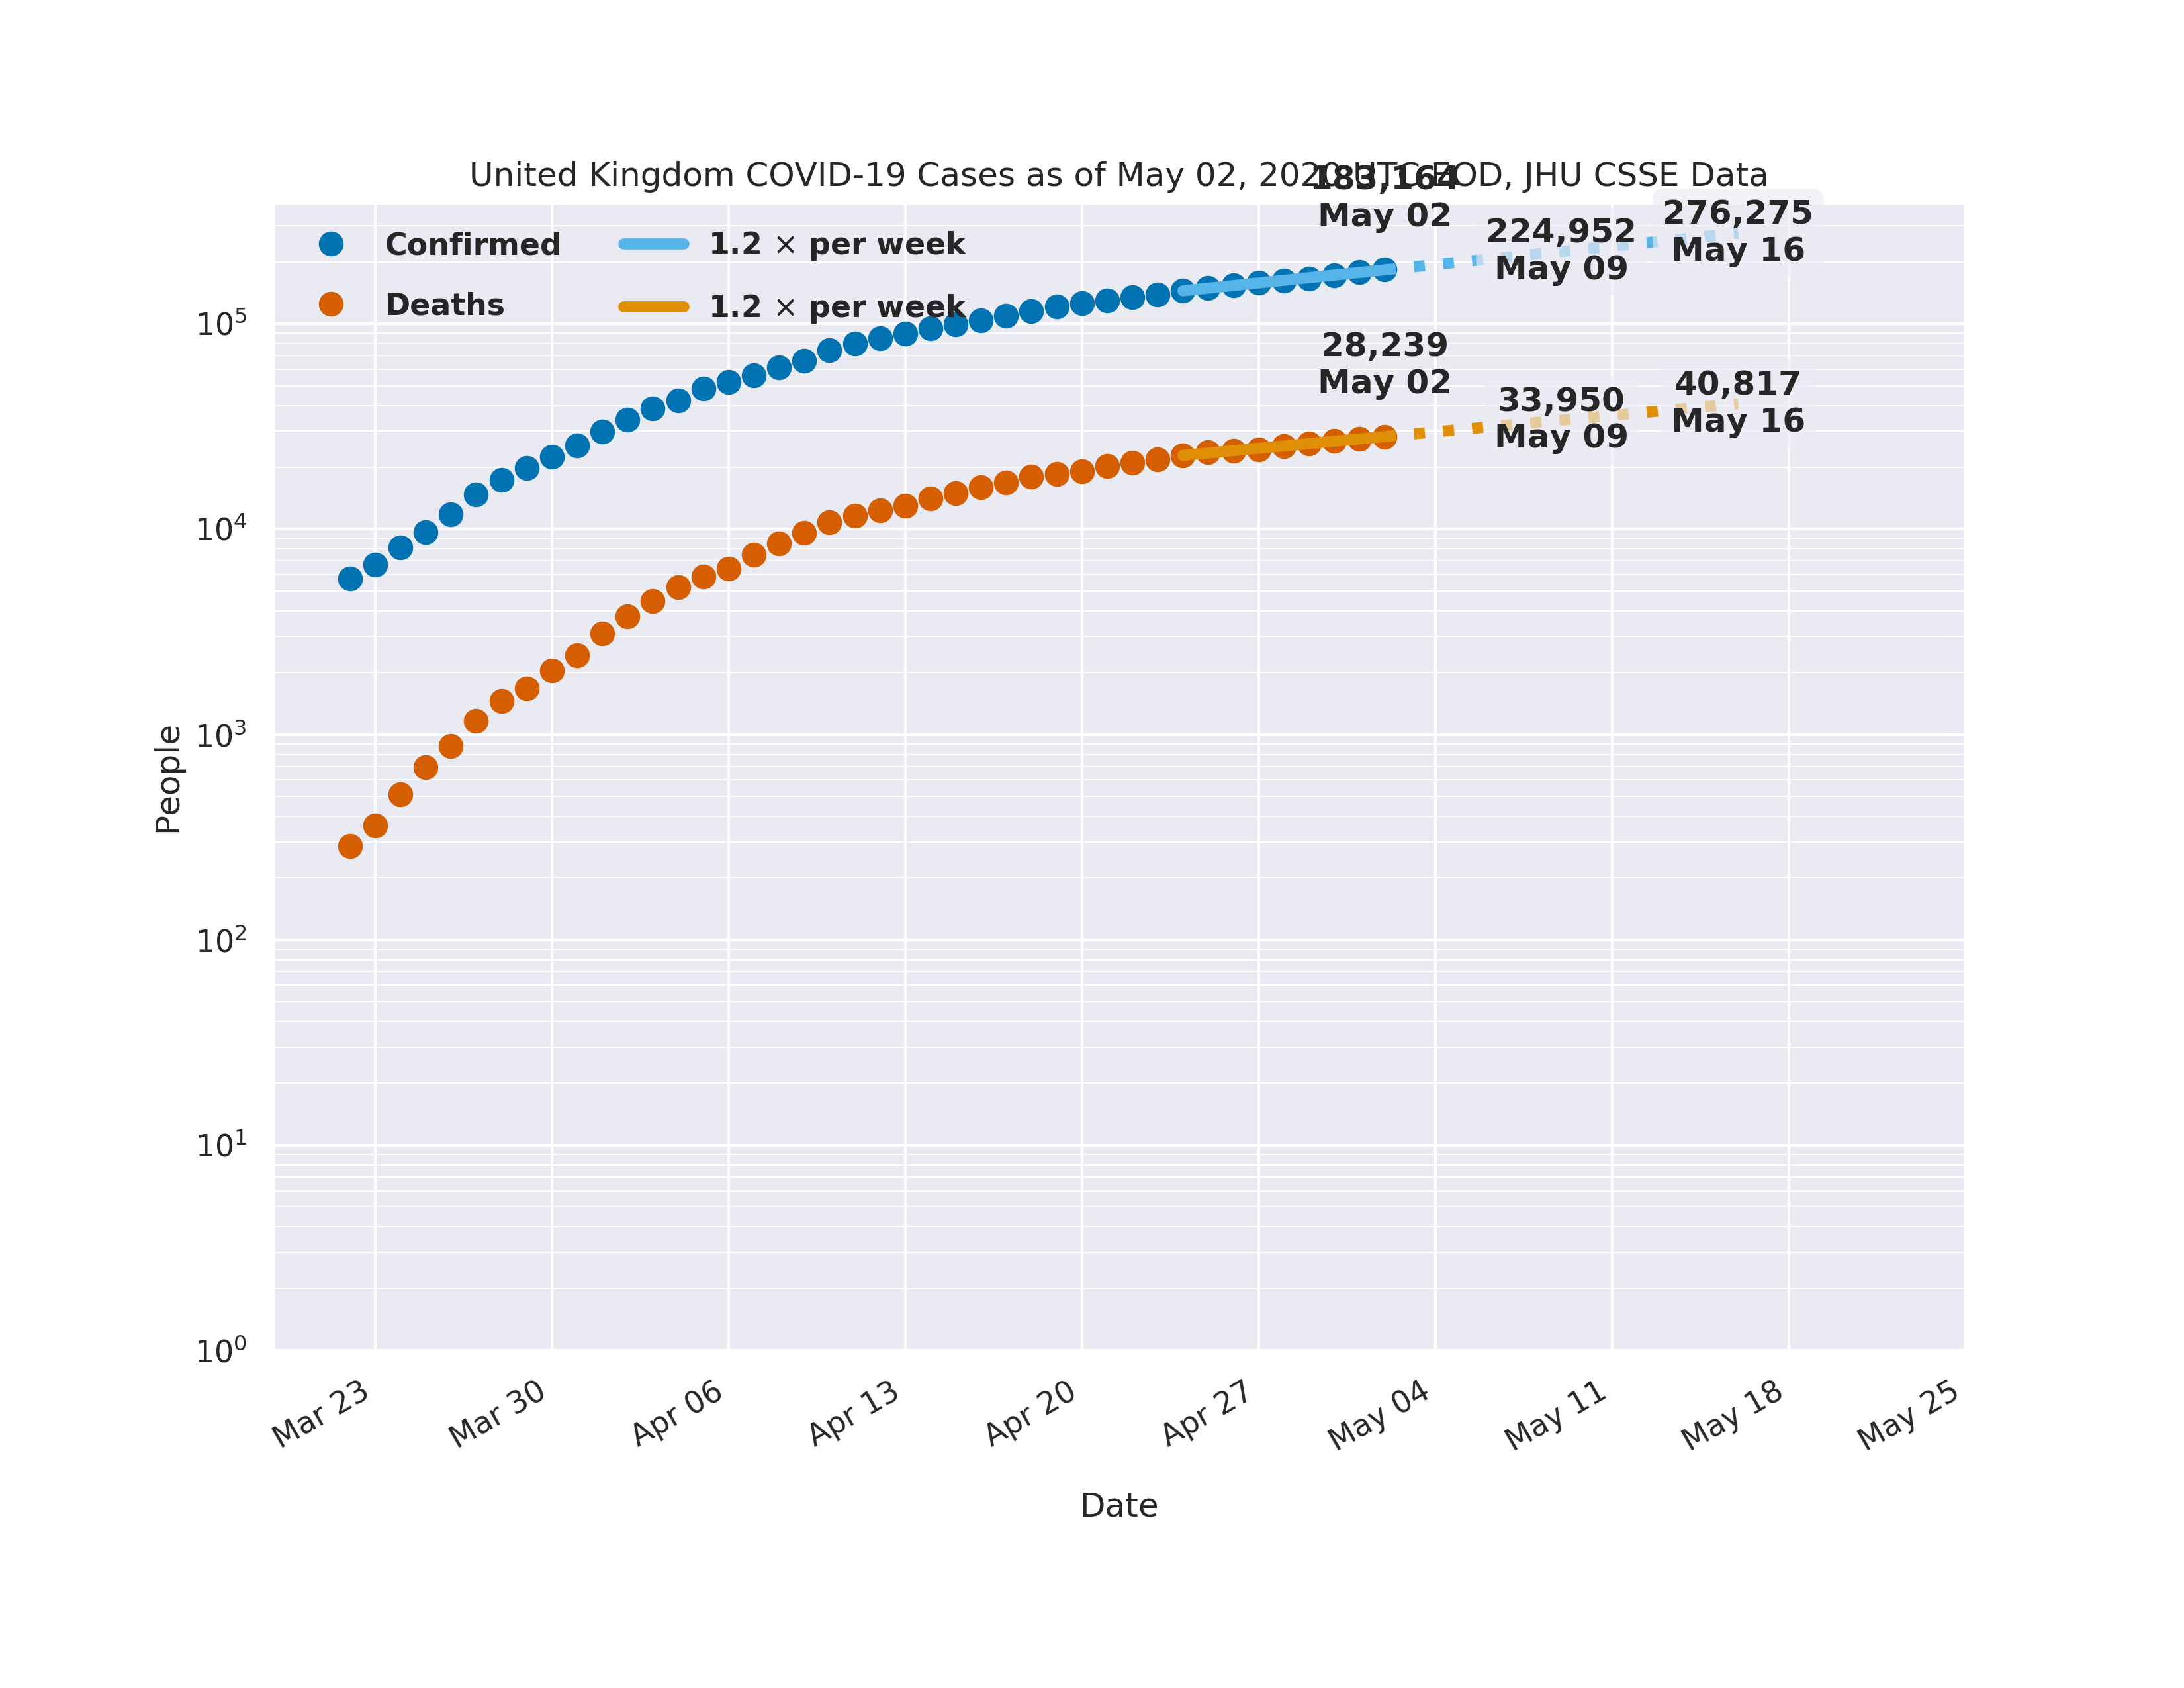 United Kingdom COVID-19 Cases as of May 02, 2020 UTC EOD, JHU CSSE Data
183,164
May 02
224,952
May 09
276,275
May 16
Confirmed
1.2 × per week
Deaths
1.2 × per week
28,239
May 02
33,950
May 09
40,817
May 16
People
10⁵
10⁴
10³
10²
10¹
10⁰
Mar 23
Mar 30
Apr 06
Apr 13
Apr 20
Apr 27
May 04
May 11
May 18
May 25
Date